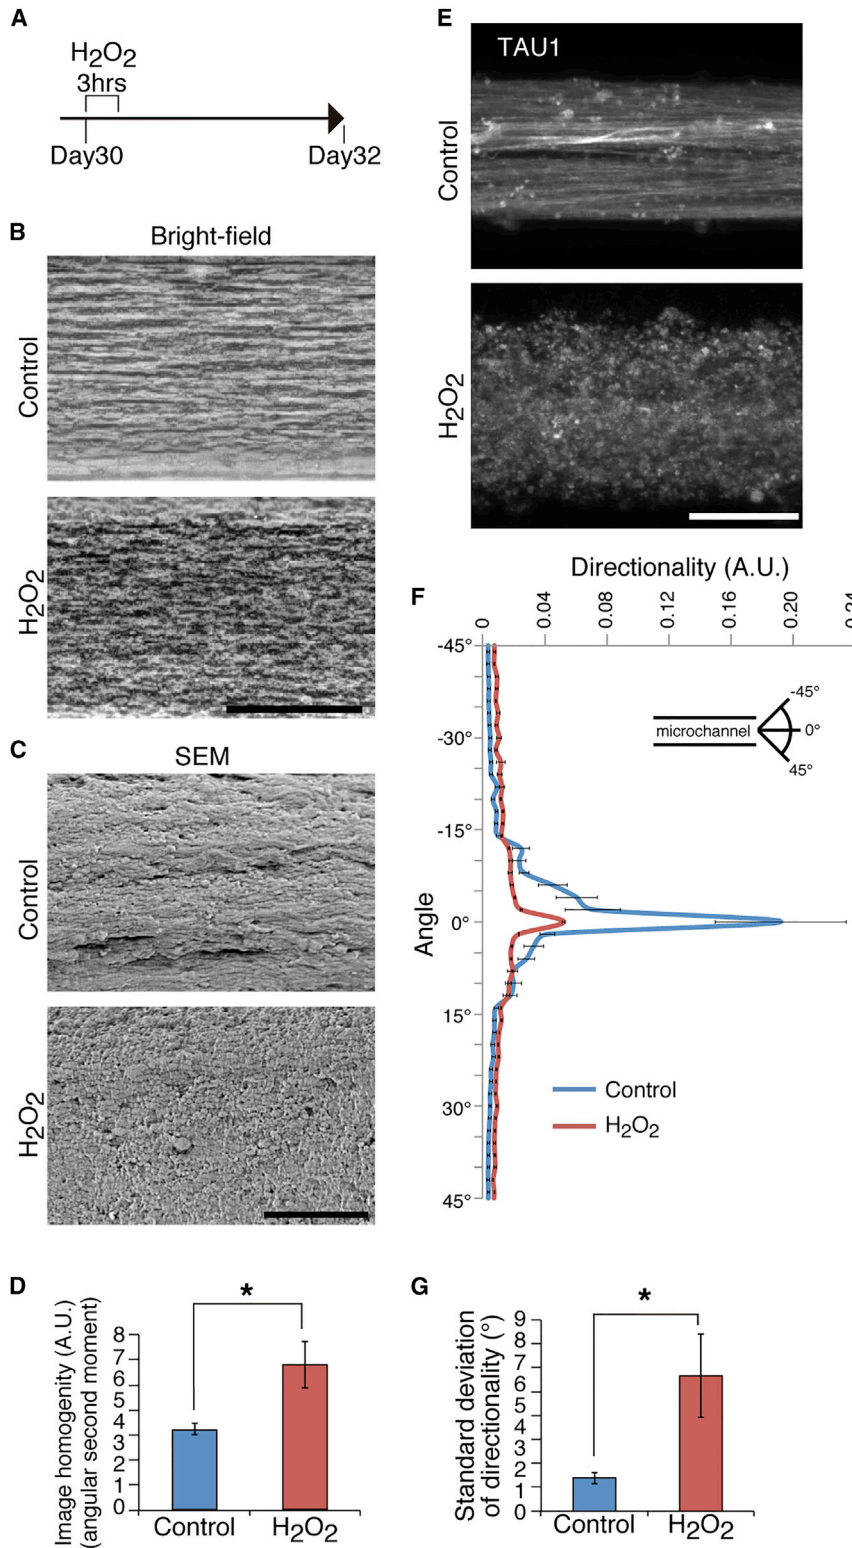 A
H2O2
3hrs
Day30
Day32
B
Bright-field
Control
H2O2
C
SEM
Control
H2O2
D
Image homogenity (A.U.)
(angular second moment)
8
7
6
5
4
3
2
1
0
*
Control
H2O2
E
TAU1
Control
H2O2
F
Directionality (A.U.)
0
0.04
0.08
0.12
0.16
0.20
0.24
Angle
-45°
-30°
-15°
0°
15°
30°
45°
microchannel
-45°
0°
45°
Control
H2O2
G
Standard deviation
of directionality (°)
9
8
7
6
5
4
3
2
1
0
*
Control
H2O2